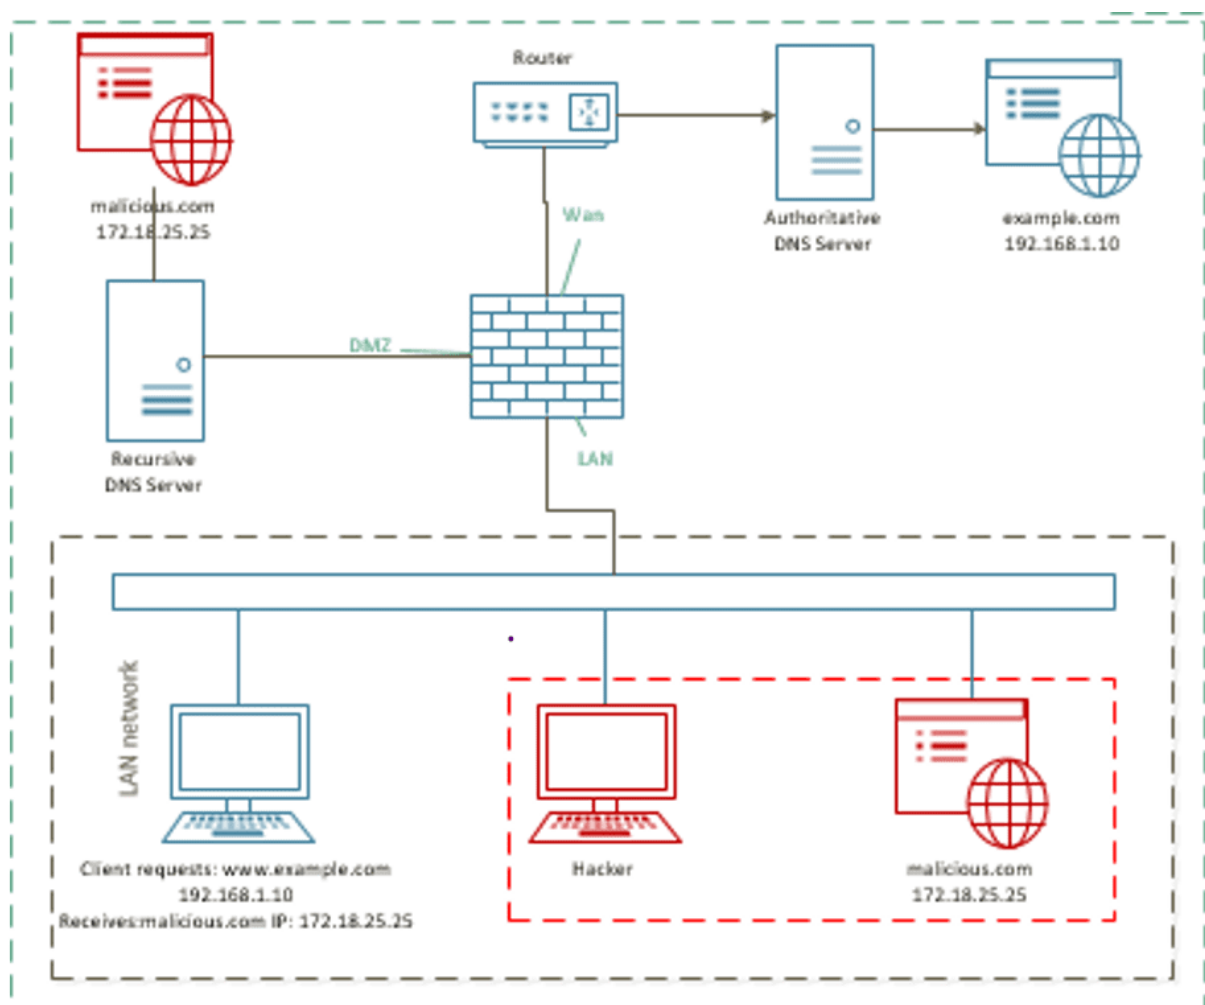 Router
malicious.com
172.18.25.25
Wan
Authoritative
DNS Server
example.com
192.168.1.10
DMZ
LAN
Recursive
DNS Server
LAN network
Client requests: www.example.com
192.168.1.10
Receives:malicious.com IP: 172.18.25.25
Hacker
malicious.com
172.18.25.25